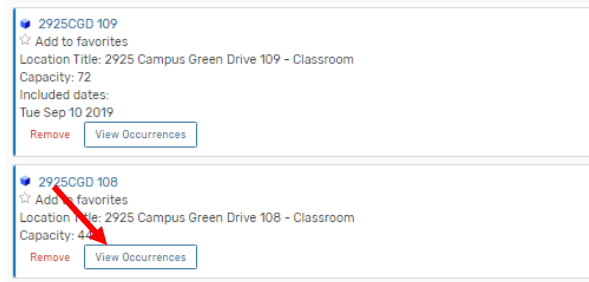 2925CGD 109
Add to favorites
Location Title: 2925 Campus Green Drive 109 - Classroom
Capacity: 72
Included dates:
Tue Sep 10 2019
Remove View Occurrences
2925CGD 108
Add to favorites
Location Title: 2925 Campus Green Drive 108 - Classroom
Capacity: 44
Remove View Occurrences